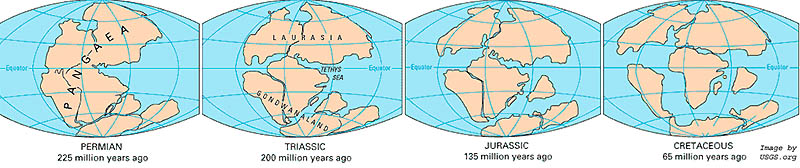 PANGAEA
Equator
PERMIAN
225 million years ago
LAURASIA
TETHYS
SEA
Equator
GONDWANALAND
TRIASSIC
200 million years ago
Equator
JURASSIC
135 million years ago
Equator
CRETACEOUS
65 million years ago
Image by
USGS.org